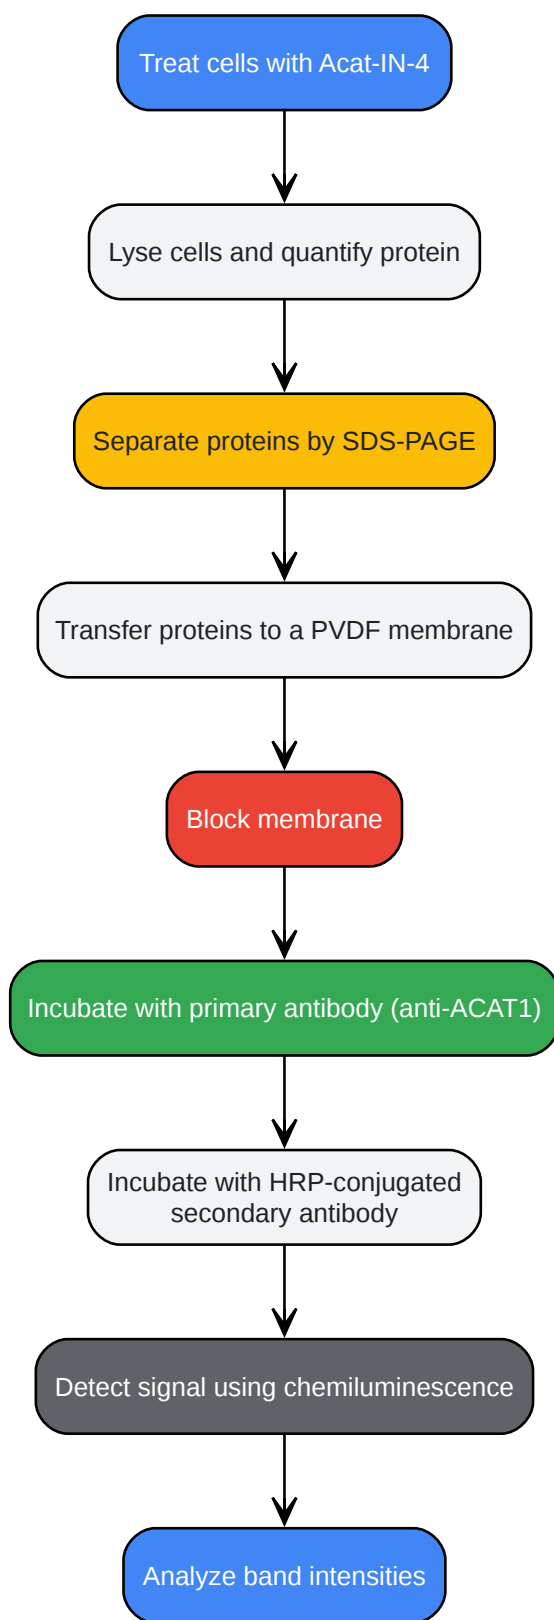 Treat cells with Acat-IN-4
Lyse cells and quantify protein
Separate proteins by SDS-PAGE
Transfer proteins to a PVDF membrane
Block membrane
Incubate with primary antibody (anti-ACAT1)
Incubate with HRP-conjugated
secondary antibody
Detect signal using chemiluminescence
Analyze band intensities